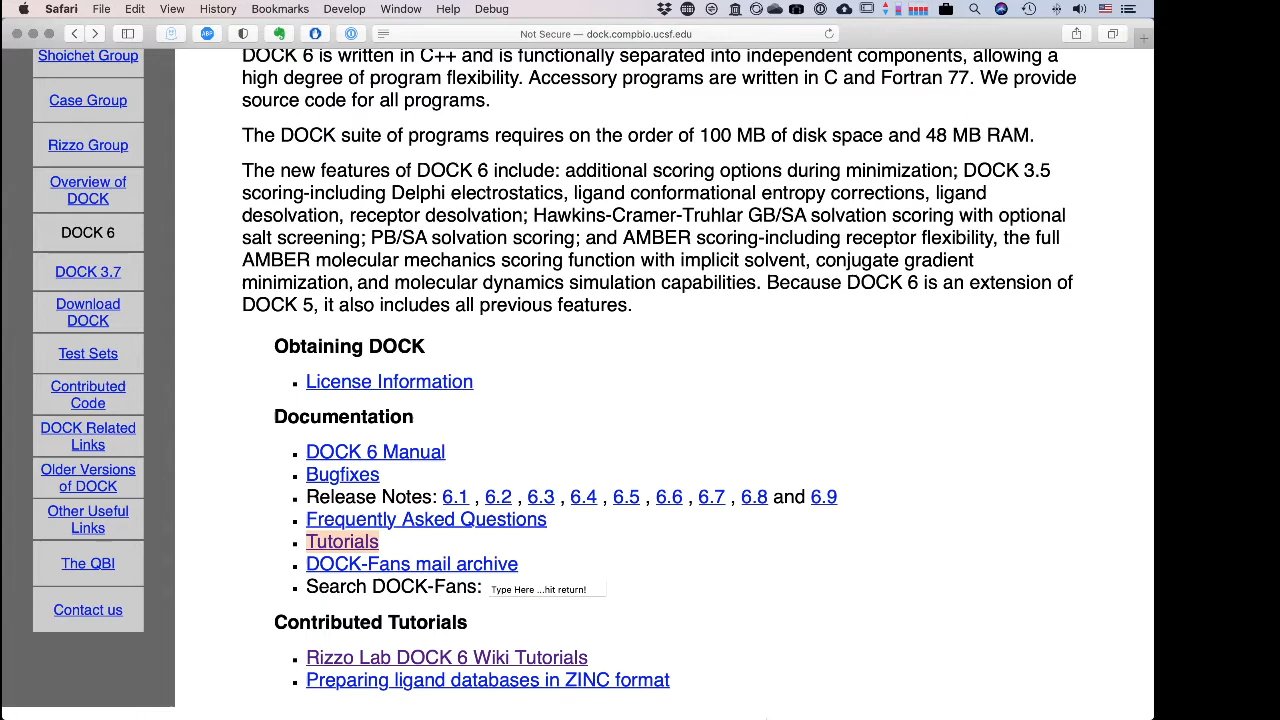 Safari File Edit View History Bookmarks Develop Window Help Debug
Not Secure — dock.compbio.ucsf.edu
Shoichet Group
Case Group
Rizzo Group
Overview of
DOCK
DOCK 6
DOCK 3.7
Download
DOCK
Test Sets
Contributed
Code
DOCK Related
Links
Older Versions
of DOCK
Other Useful
Links
The QBI
Contact us
DOCK 6 is written in C++ and is functionally separated into independent components, allowing a
high degree of program flexibility. Accessory programs are written in C and Fortran 77. We provide
source code for all programs.
The DOCK suite of programs requires on the order of 100 MB of disk space and 48 MB RAM.
The new features of DOCK 6 include: additional scoring options during minimization; DOCK 3.5
scoring-including Delphi electrostatics, ligand conformational entropy corrections, ligand
desolvation, receptor desolvation; Hawkins-Cramer-Truhlar GB/SA solvation scoring with optional
salt screening; PB/SA solvation scoring; and AMBER scoring-including receptor flexibility, the full
AMBER molecular mechanics scoring function with implicit solvent, conjugate gradient
minimization, and molecular dynamics simulation capabilities. Because DOCK 6 is an extension of
DOCK 5, it also includes all previous features.
Obtaining DOCK
License Information
Documentation
DOCK 6 Manual
Bugfixes
Release Notes: 6.1 , 6.2 , 6.3 , 6.4 , 6.5 , 6.6 , 6.7 , 6.8 and 6.9
Frequently Asked Questions
Tutorials
DOCK-Fans mail archive
Search DOCK-Fans: Type Here ...hit return!
Contributed Tutorials
Rizzo Lab DOCK 6 Wiki Tutorials
Preparing ligand databases in ZINC format